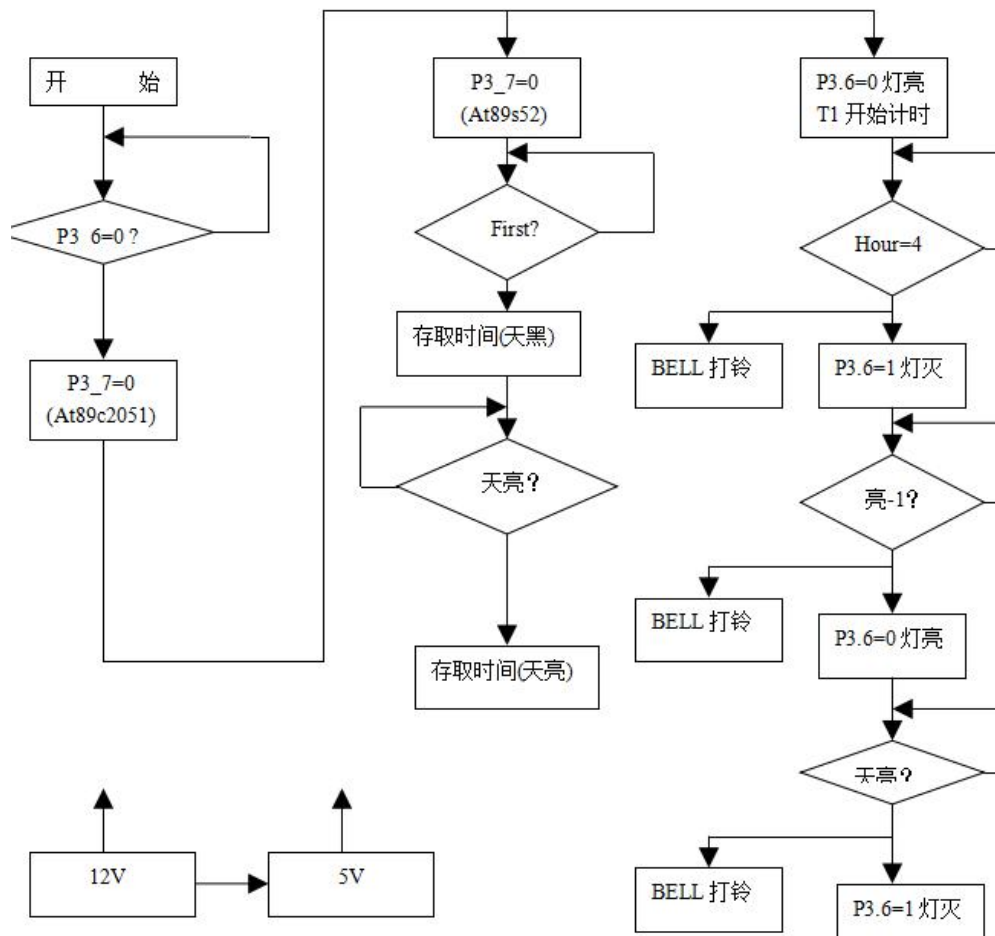 开 始
P3_6=0？
P3_7=0
(At89c2051)
P3_7=0
(At89s52)
First?
存取时间(天黑)
天亮？
存取时间(天亮)
P3.6=0 灯亮
T1 开始计时
Hour=4
BELL 打铃
P3.6=1 灯灭
亮-1？
BELL 打铃
P3.6=0 灯亮
天亮？
BELL 打铃
P3.6=1 灯灭
12V
5V